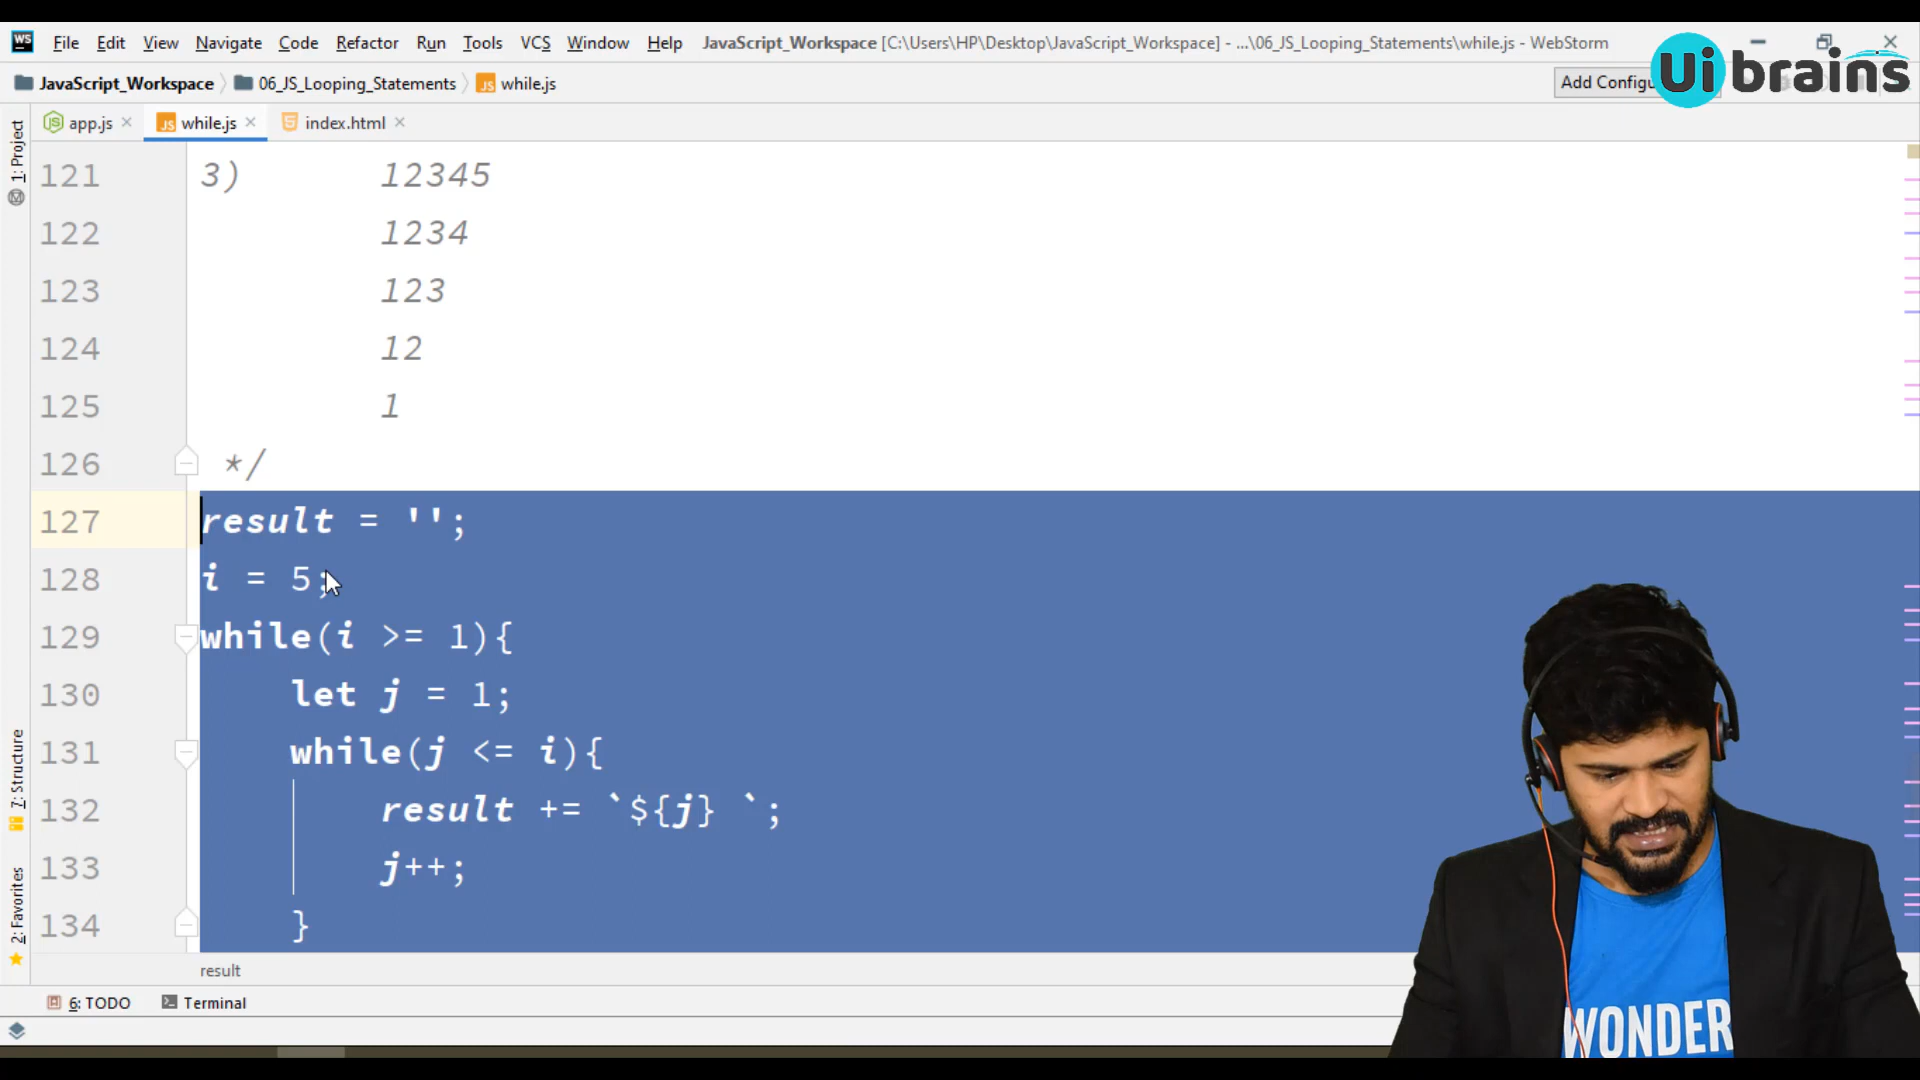 WS File Edit View Navigate Code Refactor Run Tools VCS Window Help JavaScript_Workspace [C:\Users\HP\Desktop\JavaScript_Workspace] - ...\06_JS_Looping_Statements\while.js - WebStorm
JavaScript_Workspace 06_JS_Looping_Statements JS while.js Add Configu
Ui brains
app.js JS while.js index.html
1: Project
121 3) 12345
122 1234
123 123
124 12
125 1
126 */
127 result = '';
128 i = 5;
129 while(i >= 1){
130 let j = 1;
131 while(j <= i){
132 result += `${j} `;
133 j++;
134 }
7: Structure
2: Favorites
result
6: TODO Terminal
WONDER